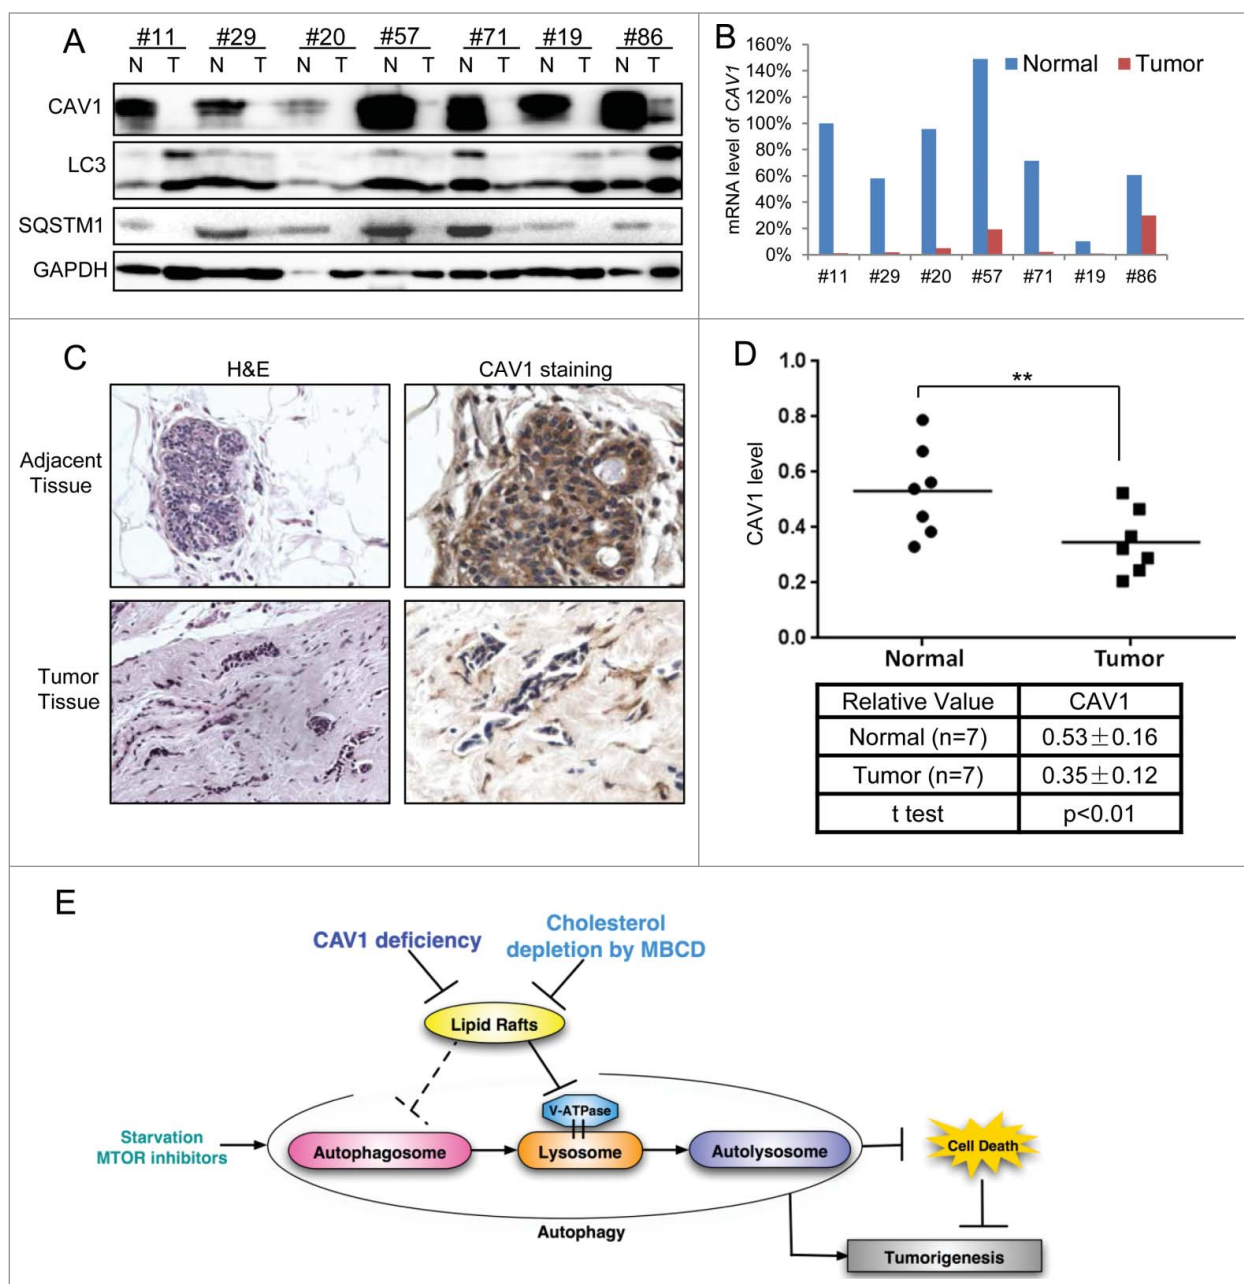 A
#11 #29 #20 #57 #71 #19 #86
N T N T N T N T N T N T N T
CAV1
LC3
SQSTM1
GAPDH
B
160%
140%
120%
100%
80%
60%
40%
20%
0%
mRNA level of CAV1
Normal Tumor
#11 #29 #20 #57 #71 #19 #86
C
H&E CAV1 staining
Adjacent
Tissue
Tumor
Tissue
D
1.0
0.8
0.6
0.4
0.2
0.0
CAV1 level
**
Normal Tumor
Relative Value CAV1
Normal (n=7) 0.53±0.16
Tumor (n=7) 0.35±0.12
t test p<0.01
E
CAV1 deficiency
Cholesterol
depletion by MBCD
Lipid Rafts
V-ATPase
Starvation
MTOR inhibitors
Autophagosome Lysosome Autolysosome
Cell Death
Autophagy
Tumorigenesis